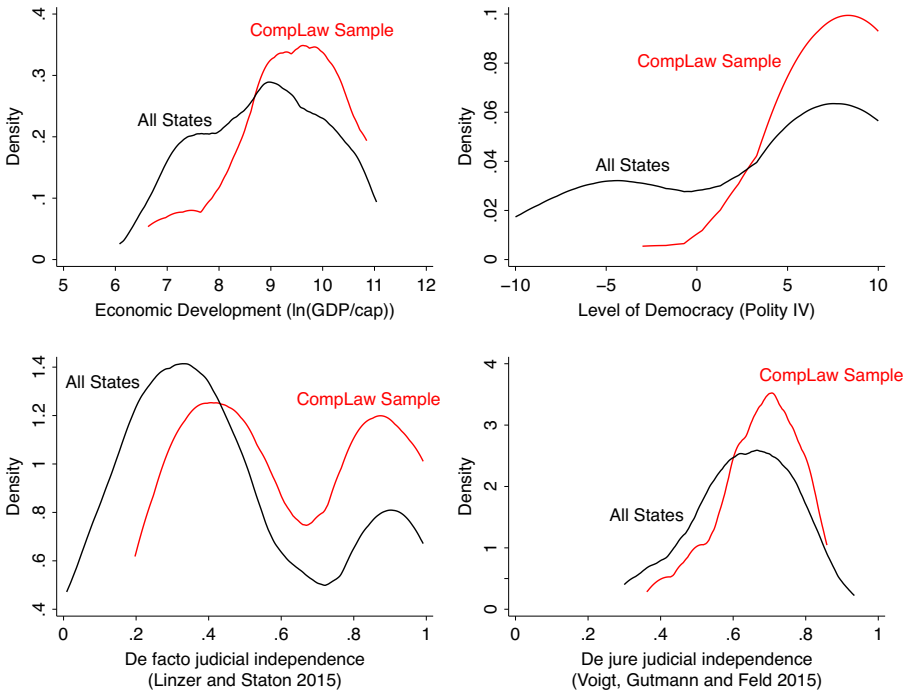 CompLaw Sample
All States
Density
0 .1 .2 .3 .4
5 6 7 8 9 10 11 12
Economic Development (ln(GDP/cap))
CompLaw Sample
All States
Density
0 .02 .04 .06 .08 .1
−10 −5 0 5 10
Level of Democracy (Polity IV)
All States
CompLaw Sample
Density
.4 .6 .8 1 1.2 1.4
0 .2 .4 .6 .8 1
De facto judicial independence
(Linzer and Staton 2015)
CompLaw Sample
All States
Density
0 1 2 3 4
0 .2 .4 .6 .8 1
De jure judicial independence
(Voigt, Gutmann and Feld 2015)